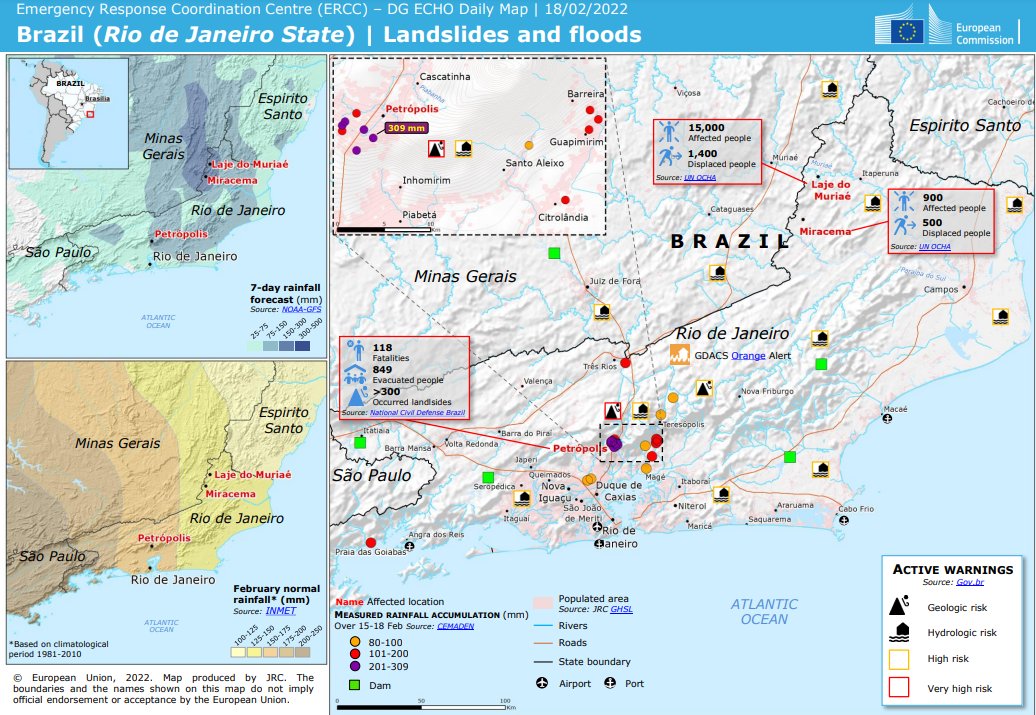 Emergency Response Coordination Centre (ERCC) – DG ECHO Daily Map | 18/02/2022
Brazil (Rio de Janeiro State) | Landslides and floods
European
Commission
BRAZIL
Brasilia
Espirito
Santo
Minas
Gerais
Laje do Muriaé
Miracema
Rio de Janeiro
Petrópolis
São Paulo
Rio de Janeiro
7-day rainfall
forecast (mm)
Source: NOAA-GFS
ATLANTIC
OCEAN
25-75
75-150
150-300
300-500
Espirito
Santo
Minas Gerais
Laje do Muriaé
Miracema
Rio de Janeiro
Petrópolis
São Paulo
Rio de Janeiro
February normal
rainfall* (mm)
Source: INMET
ATLANTIC
OCEAN
*Based on climatological
period 1981-2010
100-125
125-150
150-175
175-200
200-250
© European Union, 2022. Map produced by JRC. The
boundaries and the names shown on this map do not imply
official endorsement or acceptance by the European Union.
Cascatinha
Piabanha
Petrópolis
309 mm
Barreira
Guapimirim
Santo Aleixo
Inhomirim
Piabetá
Citrolândia
0
5
10
Km
Viçosa
Cachoeiro de
Espirito Santo
15,000
Affected people
1,400
Displaced people
Source: UN OCHA
Muriaé
Muriaé
Itaperuna
Laje do
Muriaé
Cataguases
Miracema
900
Affected people
500
Displaced people
Source: UN OCHA
BRAZIL
Paraiba do Sul
Campos
Minas Gerais
Juiz de Fora
Rio de Janeiro
GDACS Orange Alert
118
Fatalities
849
Evacuated people
>300
Occurred landislides
Source: National Civil Defense Brazil
Três Rios
Valença
Nova Friburgo
Macaé
Teresópolis
Itatiaia
Barra Mansa
Volta Redonda
Barra do Piraí
Petrópolis
São Paulo
Japeri
Queimados
Seropédica
Nova
Iguaçu
Duque de
Caxias
Magé
Itaboraí
São João
de Meriti
Itaguaí
Niterol
Araruama
Cabo Frio
Saquarema
Maricá
Rio de
Janeiro
Angra dos Reis
Praia das Goiabas
Name Affected location
MEASURED RAINFALL ACCUMULATION (mm)
Over 15-18 Feb Source: CEMADEN
80-100
101-200
201-309
Dam
Populated area
Source: JRC GHSL
Rivers
Roads
State boundary
Airport
Port
0
50
100
Km
ATLANTIC
OCEAN
ACTIVE WARNINGS
Source: Gov.br
Geologic risk
Hydrologic risk
High risk
Very high risk